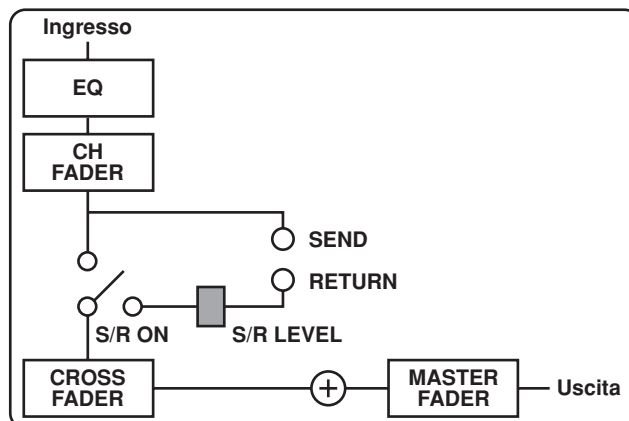 Ingresso
EQ
CH
FADER
SEND
RETURN
S/R ON
S/R LEVEL
CROSS
FADER
MASTER
FADER
Uscita